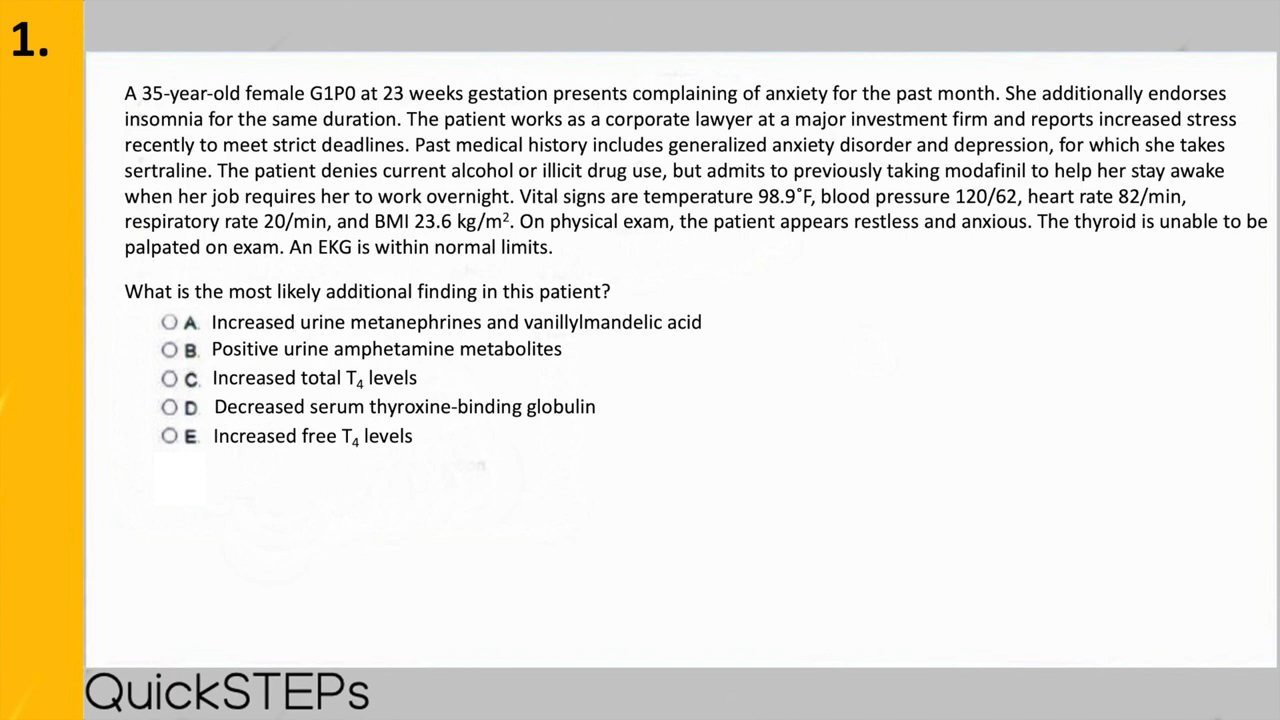 1.
A 35-year-old female G1P0 at 23 weeks gestation presents complaining of anxiety for the past month. She additionally endorses
insomnia for the same duration. The patient works as a corporate lawyer at a major investment firm and reports increased stress
recently to meet strict deadlines. Past medical history includes generalized anxiety disorder and depression, for which she takes
sertraline. The patient denies current alcohol or illicit drug use, but admits to previously taking modafinil to help her stay awake
when her job requires her to work overnight. Vital signs are temperature 98.9˚F, blood pressure 120/62, heart rate 82/min,
respiratory rate 20/min, and BMI 23.6 kg/m². On physical exam, the patient appears restless and anxious. The thyroid is unable to be
palpated on exam. An EKG is within normal limits.
What is the most likely additional finding in this patient?
A. Increased urine metanephrines and vanillylmandelic acid
B. Positive urine amphetamine metabolites
C. Increased total T₄ levels
D. Decreased serum thyroxine-binding globulin
E. Increased free T₄ levels
QuickSTEPs